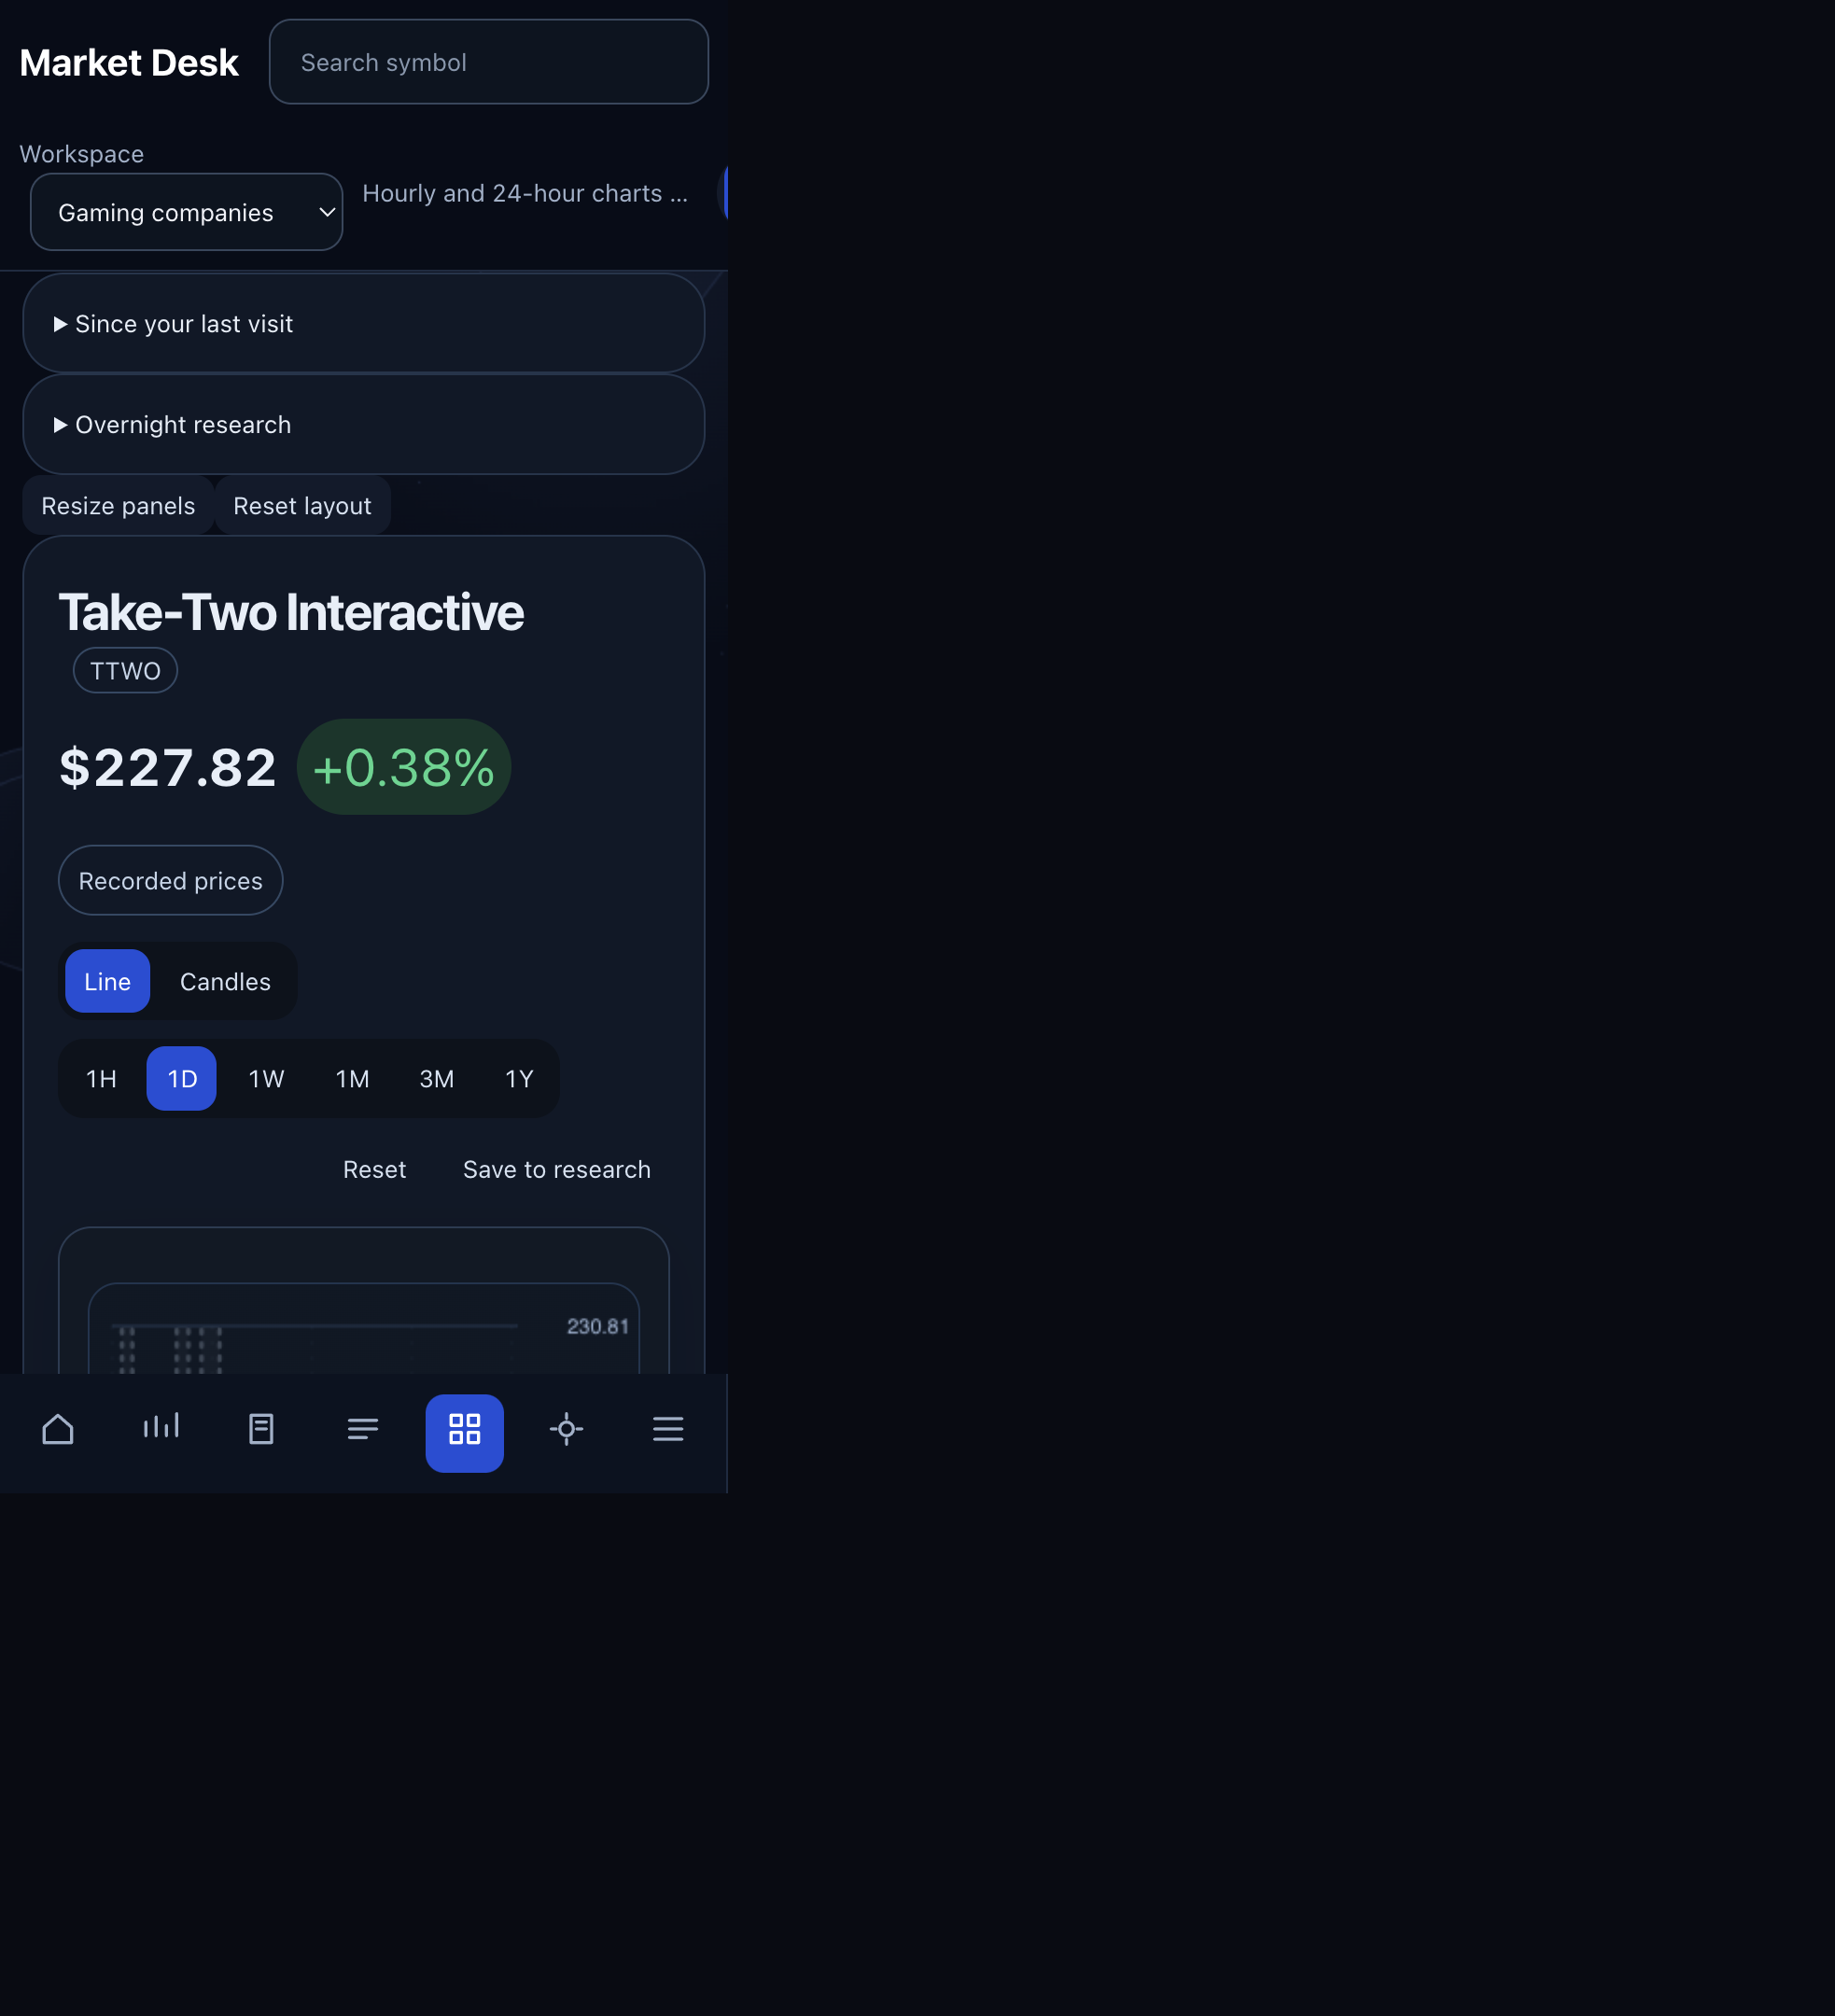 Market Desk
Search symbol
Workspace
Gaming companies
Hourly and 24-hour charts ...
Since your last visit
Overnight research
Resize panels
Reset layout
Take-Two Interactive
TTWO
$227.82 +0.38%
Recorded prices
Line Candles
1H 1D 1W 1M 3M 1Y
Reset Save to research
230.81